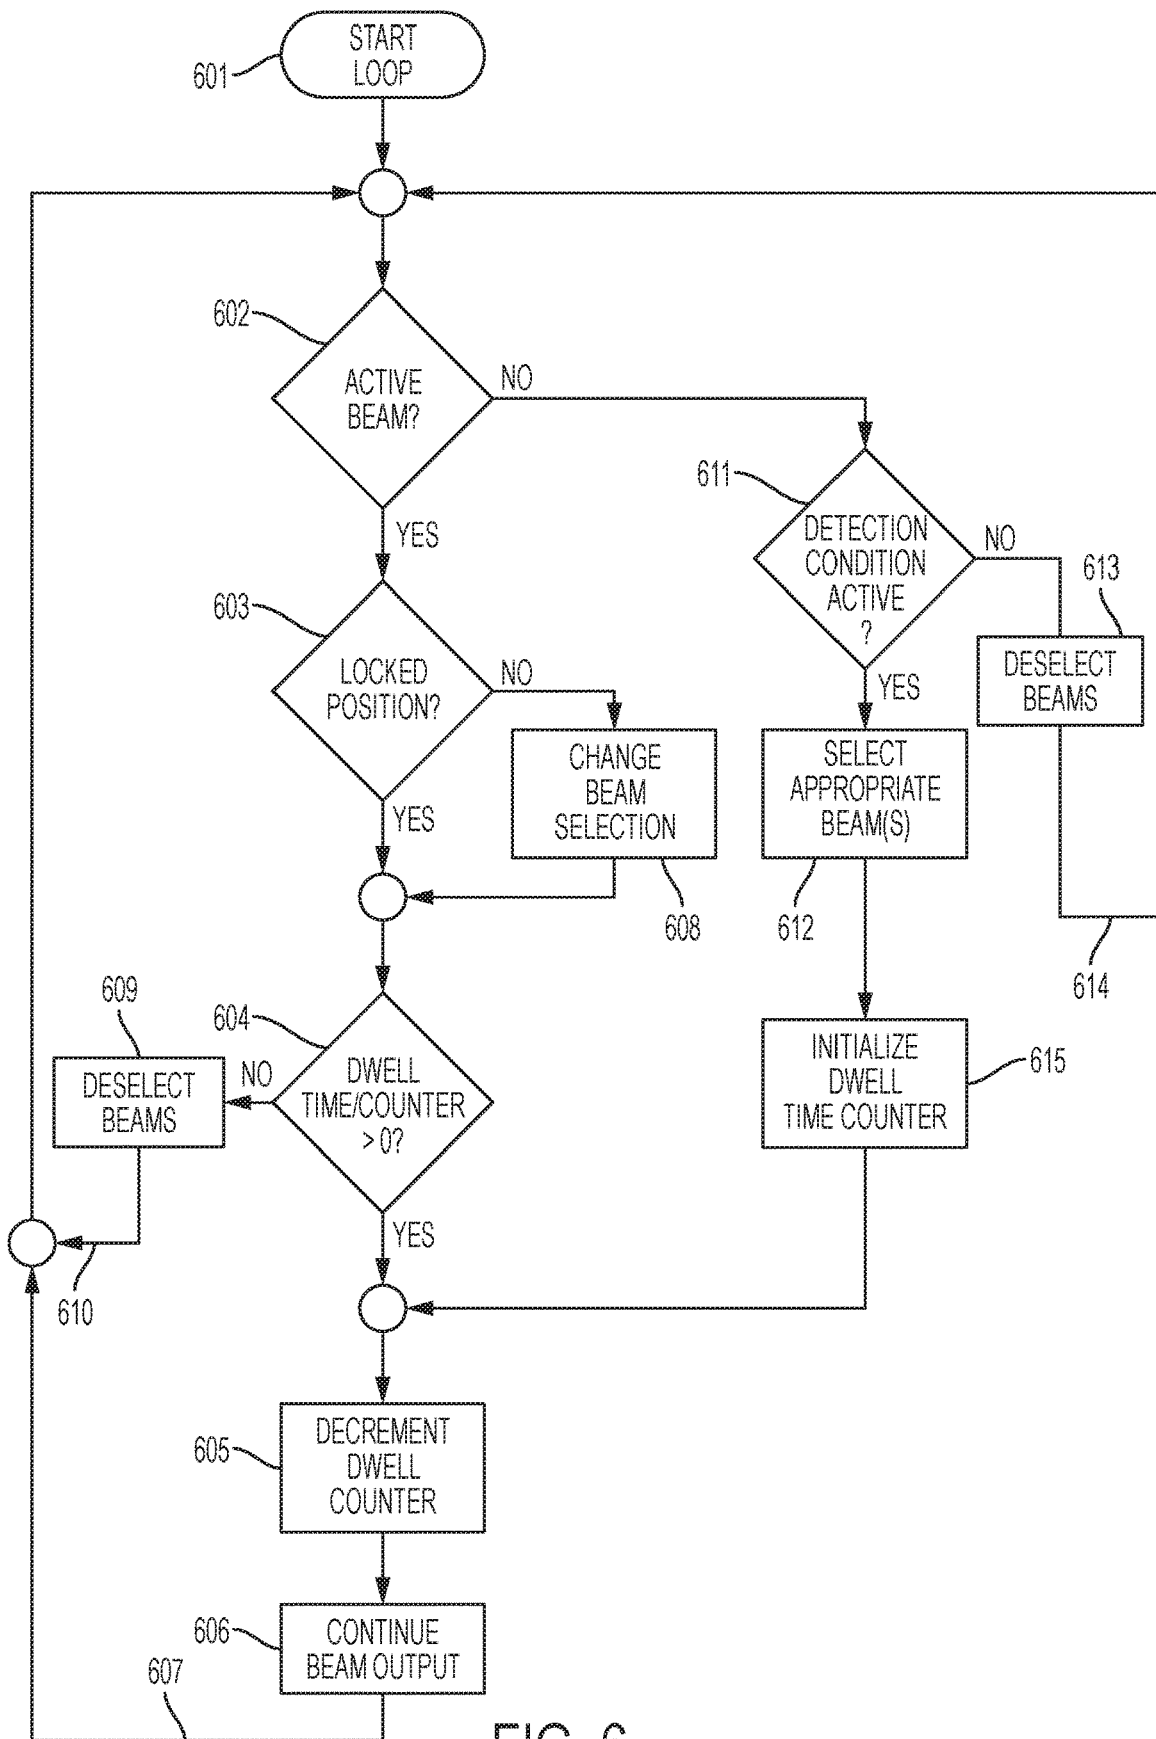 START
LOOP
601
602
ACTIVE
BEAM?
NO
YES
611
DETECTION
CONDITION
ACTIVE
?
NO
YES
613
DESELECT
BEAMS
603
LOCKED
POSITION?
NO
YES
CHANGE
BEAM
SELECTION
608
SELECT
APPROPRIATE
BEAM(S)
612
614
609
DESELECT
BEAMS
604
NO
DWELL
TIME/COUNTER
> 0?
YES
INITIALIZE
DWELL
TIME COUNTER
615
610
605
DECREMENT
DWELL
COUNTER
606
CONTINUE
BEAM OUTPUT
607
FIG. 6